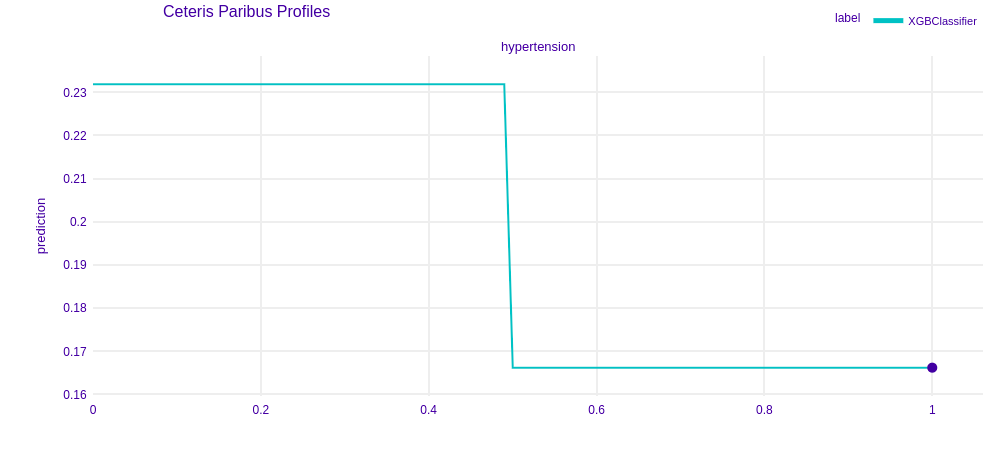 Ceteris Paribus Profiles
label XGBClassifier
hypertension
prediction
0.23
0.22
0.21
0.2
0.19
0.18
0.17
0.16
0 0.2 0.4 0.6 0.8 1